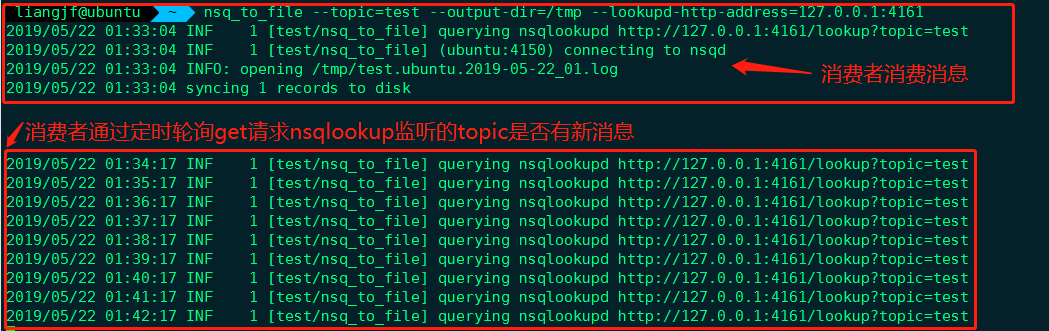 liangjf@ubuntu ~ nsq_to_file --topic=test --output-dir=/tmp --lookupd-http-address=127.0.0.1:4161
2019/05/22 01:33:04 INF    1 [test/nsq_to_file] querying nsqlookupd http://127.0.0.1:4161/lookup?topic=test
2019/05/22 01:33:04 INF    1 [test/nsq_to_file] (ubuntu:4150) connecting to nsqd
2019/05/22 01:33:04 INFO: opening /tmp/test.ubuntu.2019-05-22_01.log
消费者消费消息
2019/05/22 01:33:04 syncing 1 records to disk
消费者通过定时轮询get请求nsqlookup监听的topic是否有新消息
2019/05/22 01:34:17 INF    1 [test/nsq_to_file] querying nsqlookupd http://127.0.0.1:4161/lookup?topic=test
2019/05/22 01:35:17 INF    1 [test/nsq_to_file] querying nsqlookupd http://127.0.0.1:4161/lookup?topic=test
2019/05/22 01:36:17 INF    1 [test/nsq_to_file] querying nsqlookupd http://127.0.0.1:4161/lookup?topic=test
2019/05/22 01:37:17 INF    1 [test/nsq_to_file] querying nsqlookupd http://127.0.0.1:4161/lookup?topic=test
2019/05/22 01:38:17 INF    1 [test/nsq_to_file] querying nsqlookupd http://127.0.0.1:4161/lookup?topic=test
2019/05/22 01:39:17 INF    1 [test/nsq_to_file] querying nsqlookupd http://127.0.0.1:4161/lookup?topic=test
2019/05/22 01:40:17 INF    1 [test/nsq_to_file] querying nsqlookupd http://127.0.0.1:4161/lookup?topic=test
2019/05/22 01:41:17 INF    1 [test/nsq_to_file] querying nsqlookupd http://127.0.0.1:4161/lookup?topic=test
2019/05/22 01:42:17 INF    1 [test/nsq_to_file] querying nsqlookupd http://127.0.0.1:4161/lookup?topic=test